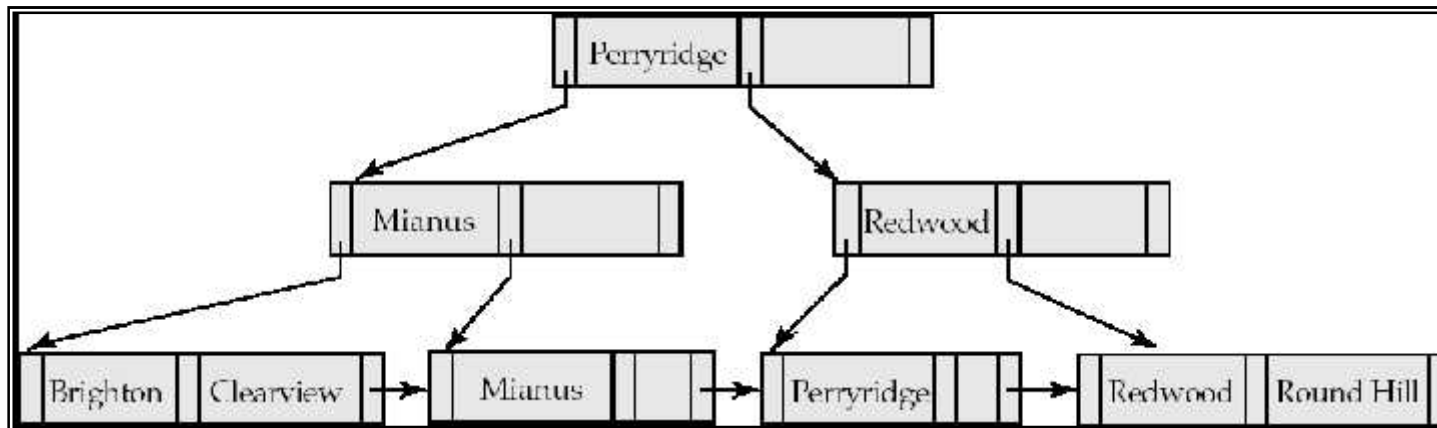 Perryridge
Mianus
Redwood
Brighton
Clearview
Mianus
Perryridge
Redwood
Round Hill